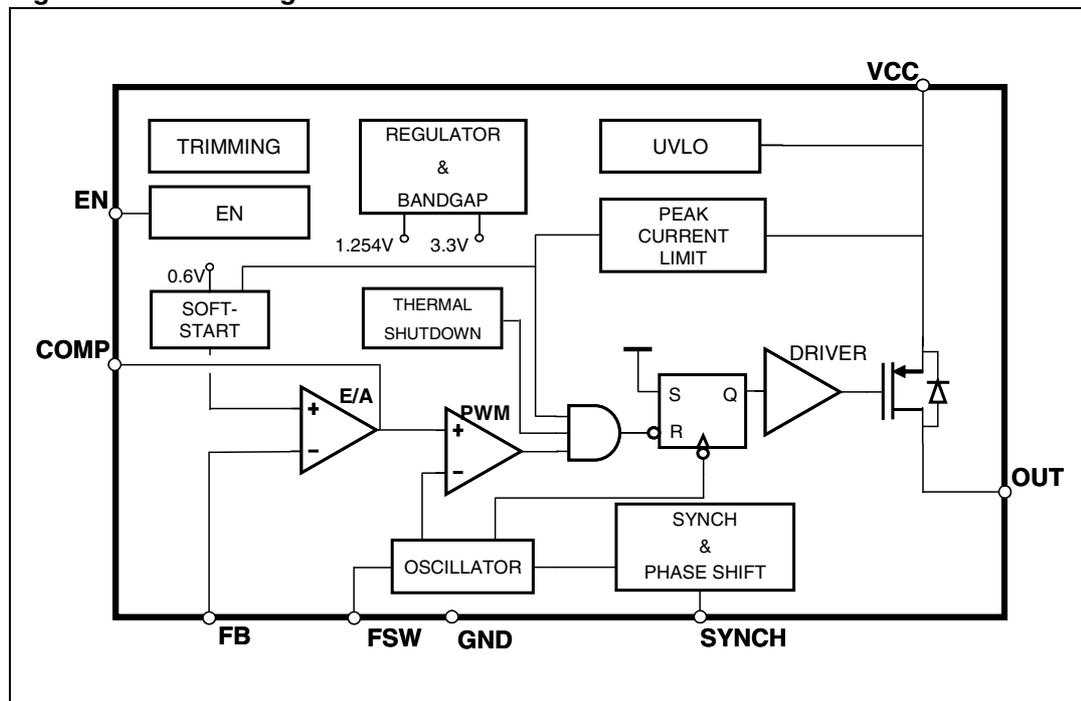 VCC
TRIMMING
REGULATOR
&
BANDGAP
UVLO
EN
EN
PEAK
CURRENT
LIMIT
1.254V
3.3V
0.6V
SOFT-
START
THERMAL
SHUTDOWN
COMP
DRIVER
E/A
+
−
PWM
+
−
S
Q
R
OUT
SYNCH
&
PHASE SHIFT
OSCILLATOR
FB
FSW
GND
SYNCH